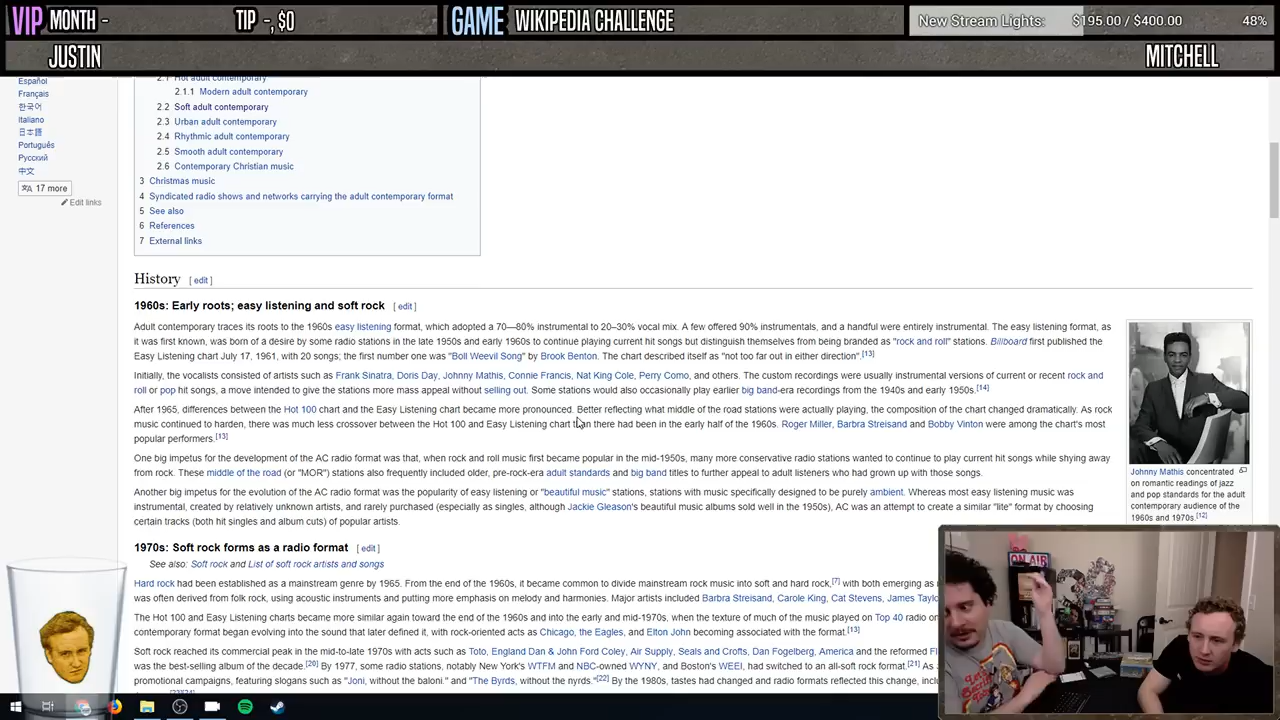 VIP MONTH -
TIP -, $0
GAME WIKIPEDIA CHALLENGE
New Stream Lights: $195.00 / $400.00 48%
JUSTIN
MITCHELL
Español
Français
한국어
Italiano
日本語
Português
Русский
中文
17 more
Edit links
2.1 Hot adult contemporary
2.1.1 Modern adult contemporary
2.2 Soft adult contemporary
2.3 Urban adult contemporary
2.4 Rhythmic adult contemporary
2.5 Smooth adult contemporary
2.6 Contemporary Christian music
3 Christmas music
4 Syndicated radio shows and networks carrying the adult contemporary format
5 See also
6 References
7 External links
History [ edit ]
1960s: Early roots; easy listening and soft rock [ edit ]
Adult contemporary traces its roots to the 1960s easy listening format, which adopted a 70—80% instrumental to 20–30% vocal mix. A few offered 90% instrumentals, and a handful were entirely instrumental. The easy listening format, as
it was first known, was born of a desire by some radio stations in the late 1950s and early 1960s to continue playing current hit songs but distinguish themselves from being branded as "rock and roll" stations. Billboard first published the
Easy Listening chart July 17, 1961, with 20 songs; the first number one was "Boll Weevil Song" by Brook Benton. The chart described itself as "not too far out in either direction".[13]
Initially, the vocalists consisted of artists such as Frank Sinatra, Doris Day, Johnny Mathis, Connie Francis, Nat King Cole, Perry Como, and others. The custom recordings were usually instrumental versions of current or recent rock and
roll or pop hit songs, a move intended to give the stations more mass appeal without selling out. Some stations would also occasionally play earlier big band-era recordings from the 1940s and early 1950s.[14]
After 1965, differences between the Hot 100 chart and the Easy Listening chart became more pronounced. Better reflecting what middle of the road stations were actually playing, the composition of the chart changed dramatically. As rock
music continued to harden, there was much less crossover between the Hot 100 and Easy Listening chart than there had been in the early half of the 1960s. Roger Miller, Barbra Streisand and Bobby Vinton were among the chart's most
popular performers.[13]
One big impetus for the development of the AC radio format was that, when rock and roll music first became popular in the mid-1950s, many more conservative radio stations wanted to continue to play current hit songs while shying away
from rock. These middle of the road (or "MOR") stations also frequently included older, pre-rock-era adult standards and big band titles to further appeal to adult listeners who had grown up with those songs.
Another big impetus for the evolution of the AC radio format was the popularity of easy listening or "beautiful music" stations, stations with music specifically designed to be purely ambient. Whereas most easy listening music was
instrumental, created by relatively unknown artists, and rarely purchased (especially as singles, although Jackie Gleason's beautiful music albums sold well in the 1950s), AC was an attempt to create a similar "lite" format by choosing
certain tracks (both hit singles and album cuts) of popular artists.
Johnny Mathis concentrated
on romantic readings of jazz
and pop standards for the adult
contemporary audience of the
1960s and 1970s.[12]
1970s: Soft rock forms as a radio format [ edit ]
See also: Soft rock and List of soft rock artists and songs
Hard rock had been established as a mainstream genre by 1965. From the end of the 1960s, it became common to divide mainstream rock music into soft and hard rock,[7] with both emerging as
was often derived from folk rock, using acoustic instruments and putting more emphasis on melody and harmonies. Major artists included Barbra Streisand, Carole King, Cat Stevens, James Taylo
The Hot 100 and Easy Listening charts became more similar again toward the end of the 1960s and into the early and mid-1970s, when the texture of much of the music played on Top 40 radio on
contemporary format began evolving into the sound that later defined it, with rock-oriented acts as Chicago, the Eagles, and Elton John becoming associated with the format.[13]
Soft rock reached its commercial peak in the mid-to-late 1970s with acts such as Toto, England Dan & John Ford Coley, Air Supply, Seals and Crofts, Dan Fogelberg, America and the reformed Fl
was the best-selling album of the decade.[20] By 1977, some radio stations, notably New York's WTFM and NBC-owned WYNY, and Boston's WEEI, had switched to an all-soft rock format.[21] As
promotional campaigns, featuring slogans such as "Joni, without the baloni." and "The Byrds, without the nyrds."[22] By the 1980s, tastes had changed and radio formats reflected this change, inclu
ON AIR